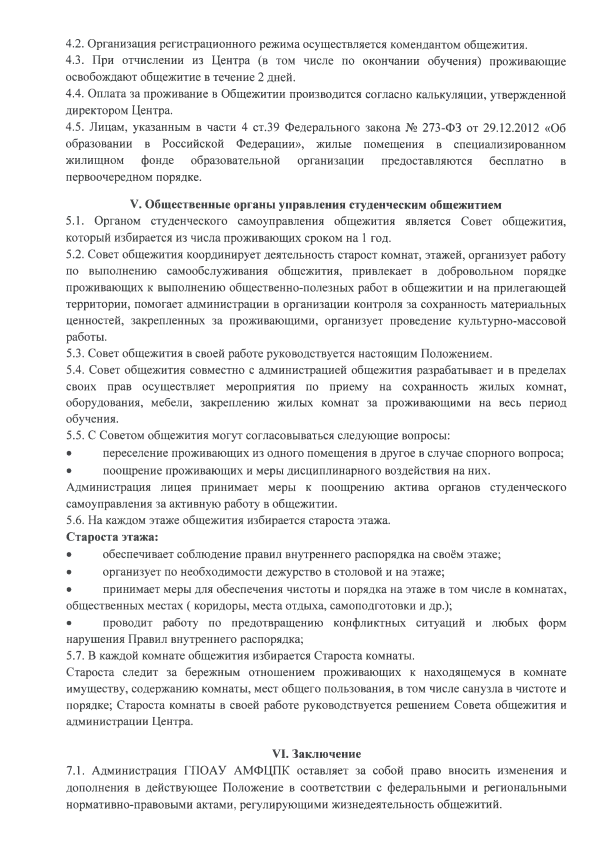 4.2. Организация регистрационного режима осуществляется комендантом общежития.
4.3. При отчислении из Центра (в том числе по окончании обучения) проживающие
освобождают общежитие в течение 2 дней.
4.4. Оплата за проживание в Общежитии производится согласно калькуляции, утвержденной
директором Центра.
4.5. Лицам, указанным в части 4 ст.39 Федерального закона № 273-ФЗ от 29.12.2012 «Об
образовании в Российской Федерации», жилые помещения в специализированном
жилищном фонде образовательной организации предоставляются бесплатно в
первоочередном порядке.
V. Общественные органы управления студенческим общежитием
5.1. Органом студенческого самоуправления общежития является Совет общежития,
который избирается из числа проживающих сроком на 1 год.
5.2. Совет общежития координирует деятельность старост комнат, этажей, организует работу
по выполнению самообслуживания общежития, привлекает в добровольном порядке
проживающих к выполнению общественно-полезных работ в общежитии и на прилегающей
территории, помогает администрации в организации контроля за сохранность материальных
ценностей, закрепленных за проживающими, организует проведение культурно-массовой
работы.
5.3. Совет общежития в своей работе руководствуется настоящим Положением.
5.4. Совет общежития совместно с администрацией общежития разрабатывает и в пределах
своих прав осуществляет мероприятия по приему на сохранность жилых комнат,
оборудования, мебели, закреплению жилых комнат за проживающими на весь период
обучения.
5.5. С Советом общежития могут согласовываться следующие вопросы:
• переселение проживающих из одного помещения в другое в случае спорного вопроса;
• поощрение проживающих и меры дисциплинарного воздействия на них.
Администрация лицея принимает меры к поощрению актива органов студенческого
самоуправления за активную работу в общежитии.
5.6. На каждом этаже общежития избирается староста этажа.
Староста этажа:
• обеспечивает соблюдение правил внутреннего распорядка на своём этаже;
• организует по необходимости дежурство в столовой и на этаже;
• принимает меры для обеспечения чистоты и порядка на этаже в том числе в комнатах,
общественных местах ( коридоры, места отдыха, самоподготовки и др.);
• проводит работу по предотвращению конфликтных ситуаций и любых форм
нарушения Правил внутреннего распорядка;
5.7. В каждой комнате общежития избирается Староста комнаты.
Староста следит за бережным отношением проживающих к находящемуся в комнате
имуществу, содержанию комнаты, мест общего пользования, в том числе санузла в чистоте и
порядке; Староста комнаты в своей работе руководствуется решением Совета общежития и
администрации Центра.
VI. Заключение
7.1. Администрация ГПОАУ АМФЦПК оставляет за собой право вносить изменения и
дополнения в действующее Положение в соответствии с федеральными и региональными
нормативно-правовыми актами, регулирующими жизнедеятельность общежитий.